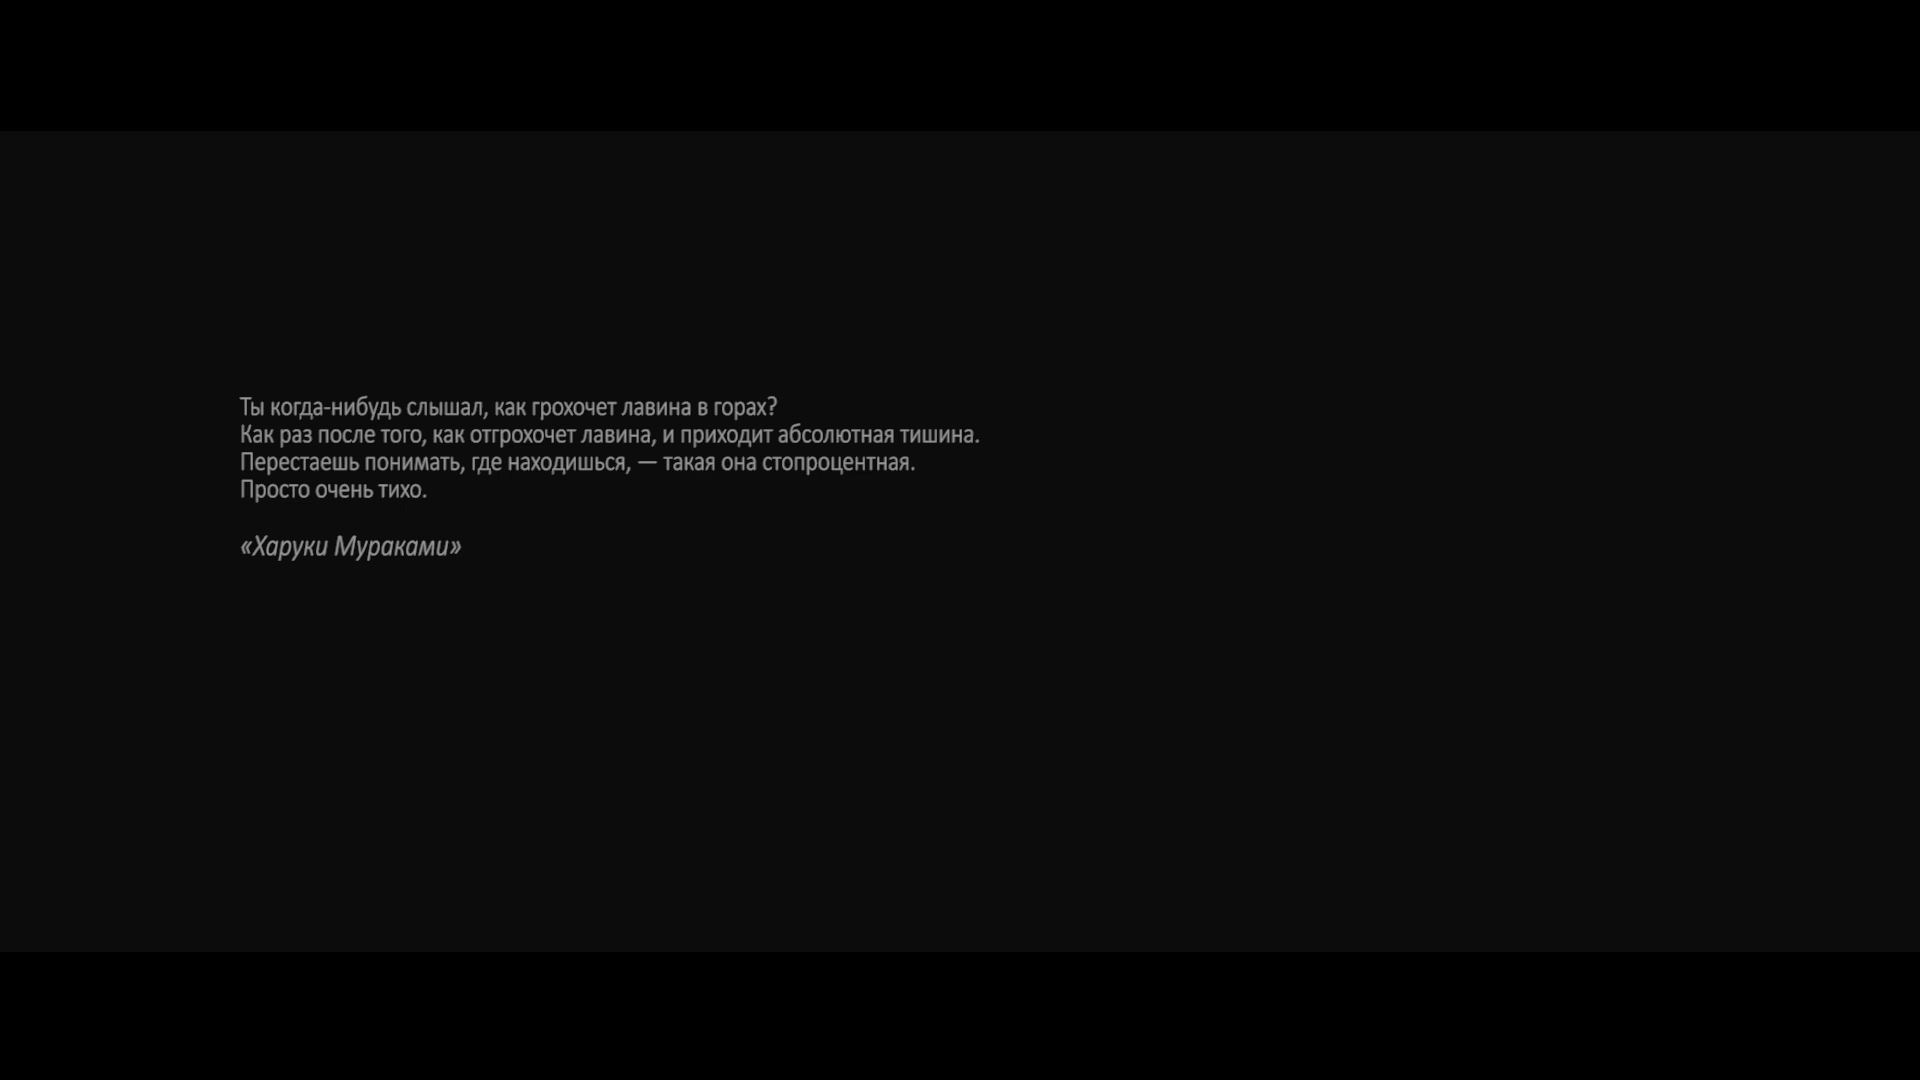 Ты когда-нибудь слышал, как грохочет лавина в горах?
Как раз после того, как отгрохочет лавина, и приходит абсолютная тишина.
Перестаешь понимать, где находишься, — такая она стопроцентная.
Просто очень тихо.
«Харуки Мураками»